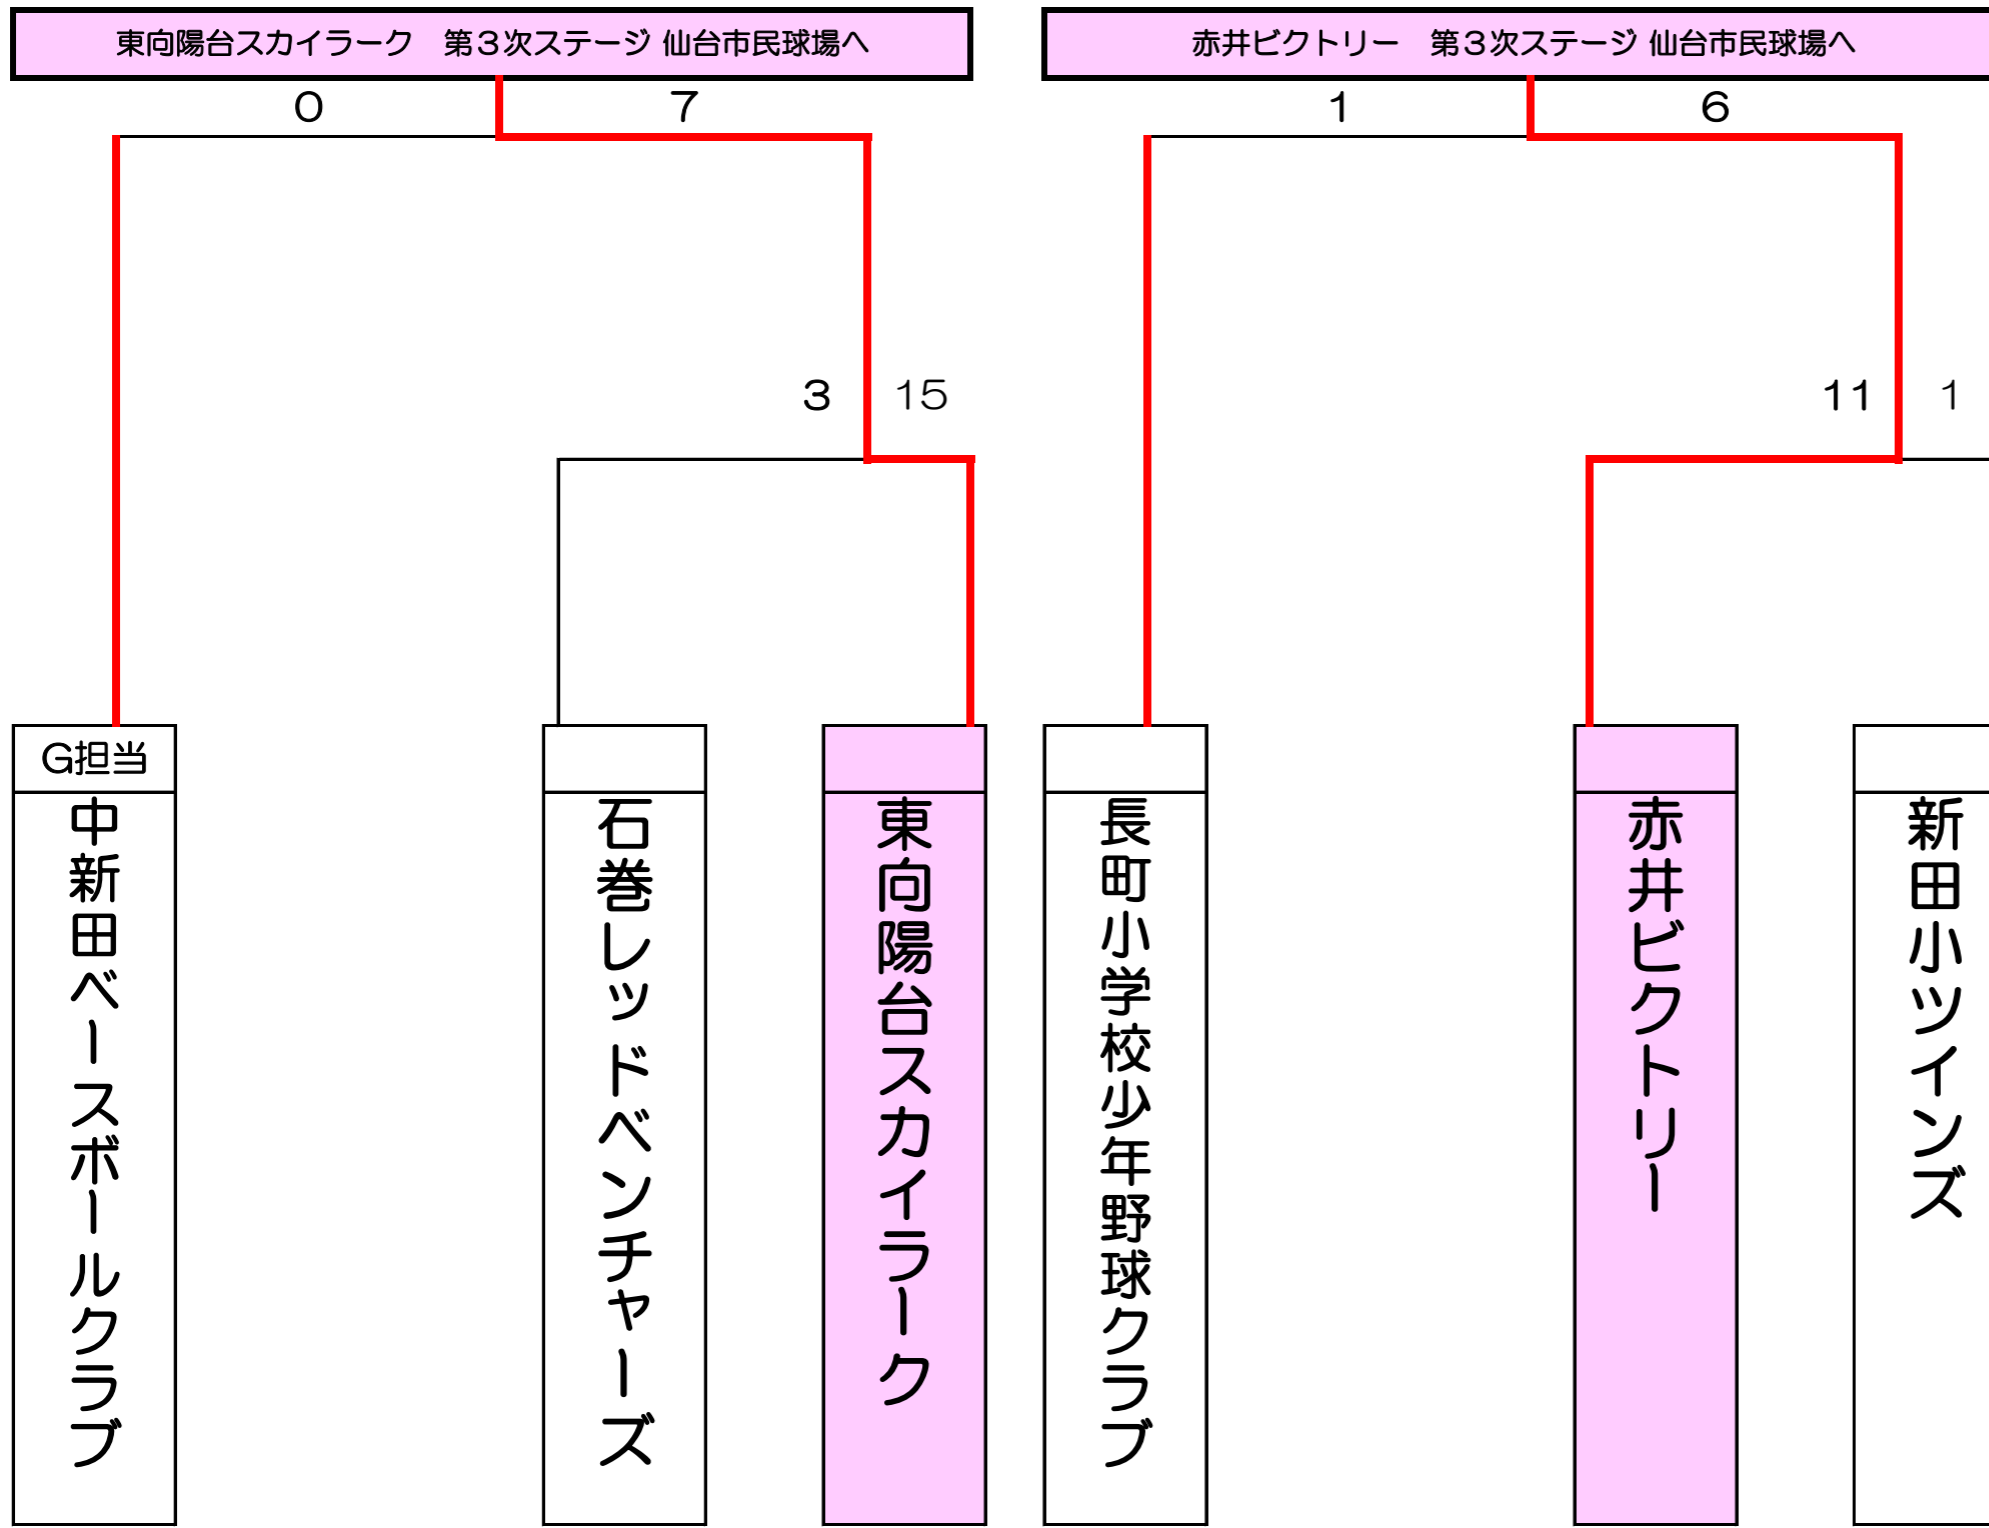 東向陽台スカイラーク　第３次ステージ 仙台市民球場へ
赤井ビクトリー　第３次ステージ 仙台市民球場へ
0
7
1
6
3
15
11
1
G担当
中新田ベースボールクラブ
石巻レッドベンチャーズ
東向陽台スカイラーク
長町小学校少年野球クラブ
赤井ビクトリー
新田小ツインズ